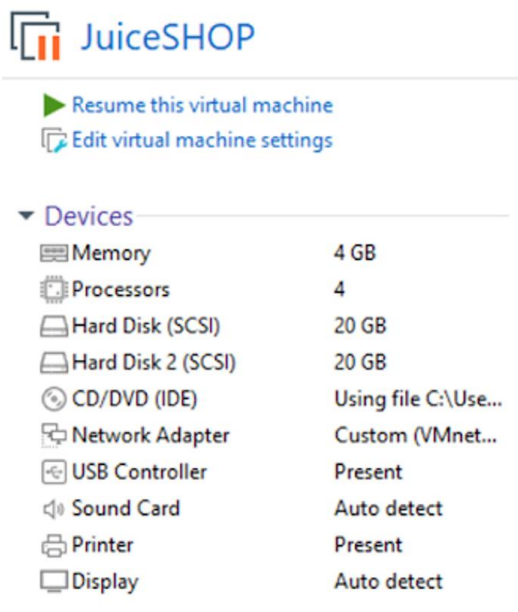 JuiceSHOP
Resume this virtual machine
Edit virtual machine settings
Devices
Memory 4 GB
Processors 4
Hard Disk (SCSI) 20 GB
Hard Disk 2 (SCSI) 20 GB
CD/DVD (IDE) Using file C:\Use...
Network Adapter Custom (VMnet...
USB Controller Present
Sound Card Auto detect
Printer Present
Display Auto detect